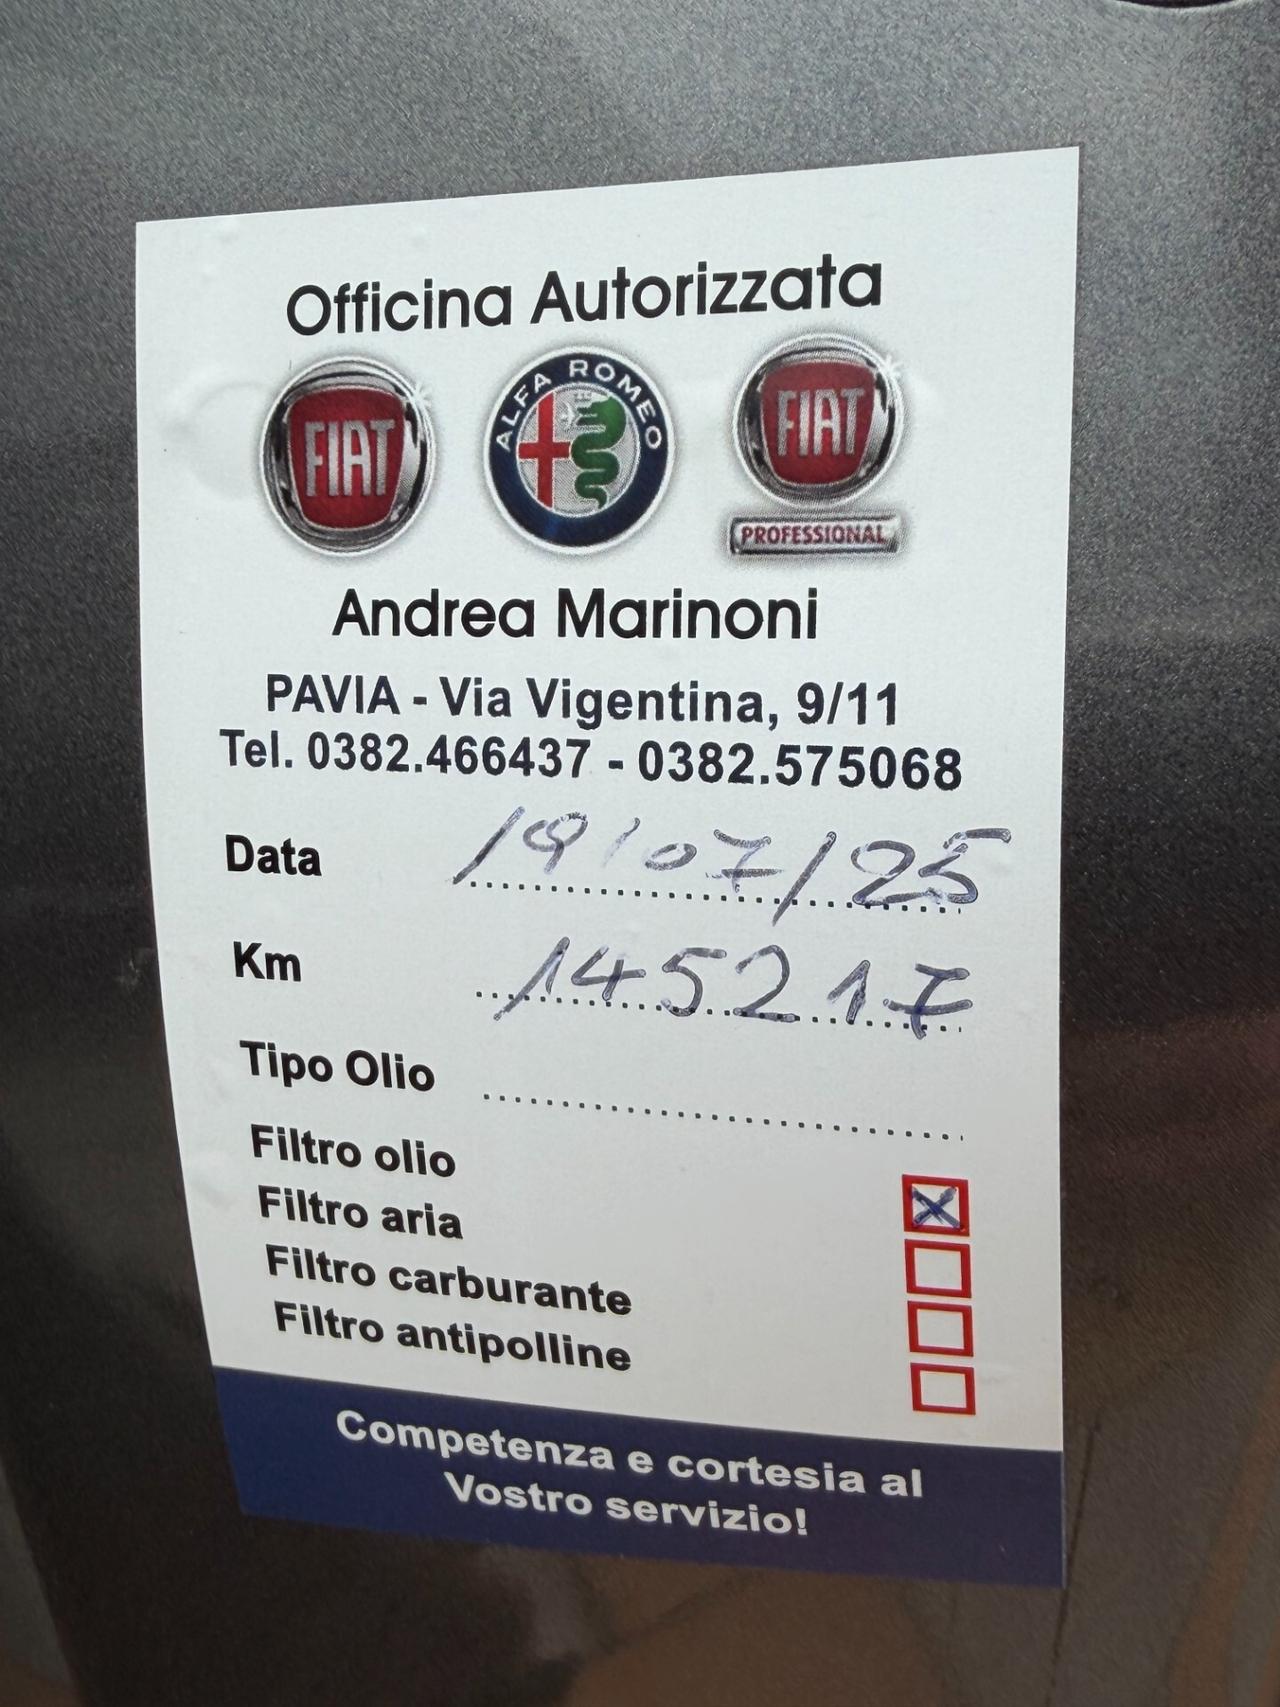 Officina Autorizzata
FIAT ALFA ROMEO FIAT
PROFESSIONAL
Andrea Marinoni
PAVIA - Via Vigentina, 9/11
Tel. 0382.466437 - 0382.575068
Data 19/07/25
Km 145217
Tipo Olio
Filtro olio
Filtro aria
Filtro carburante
Filtro antipolline
Competenza e cortesia al
Vostro servizio!